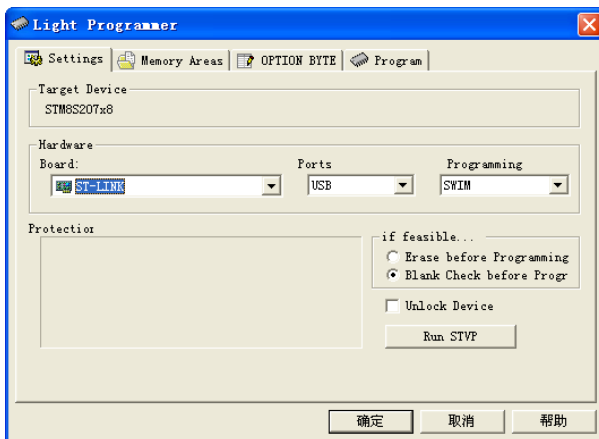 Light Programmer
Settings Memory Areas OPTION BYTE Program
Target Device
STM8S207x8
Hardware
Board: Ports Programming
ST-LINK USB SWIM
Protection
if feasible...
Erase before Programming
Blank Check before Progr
Unlock Device
Run STVP
确定 取消 帮助